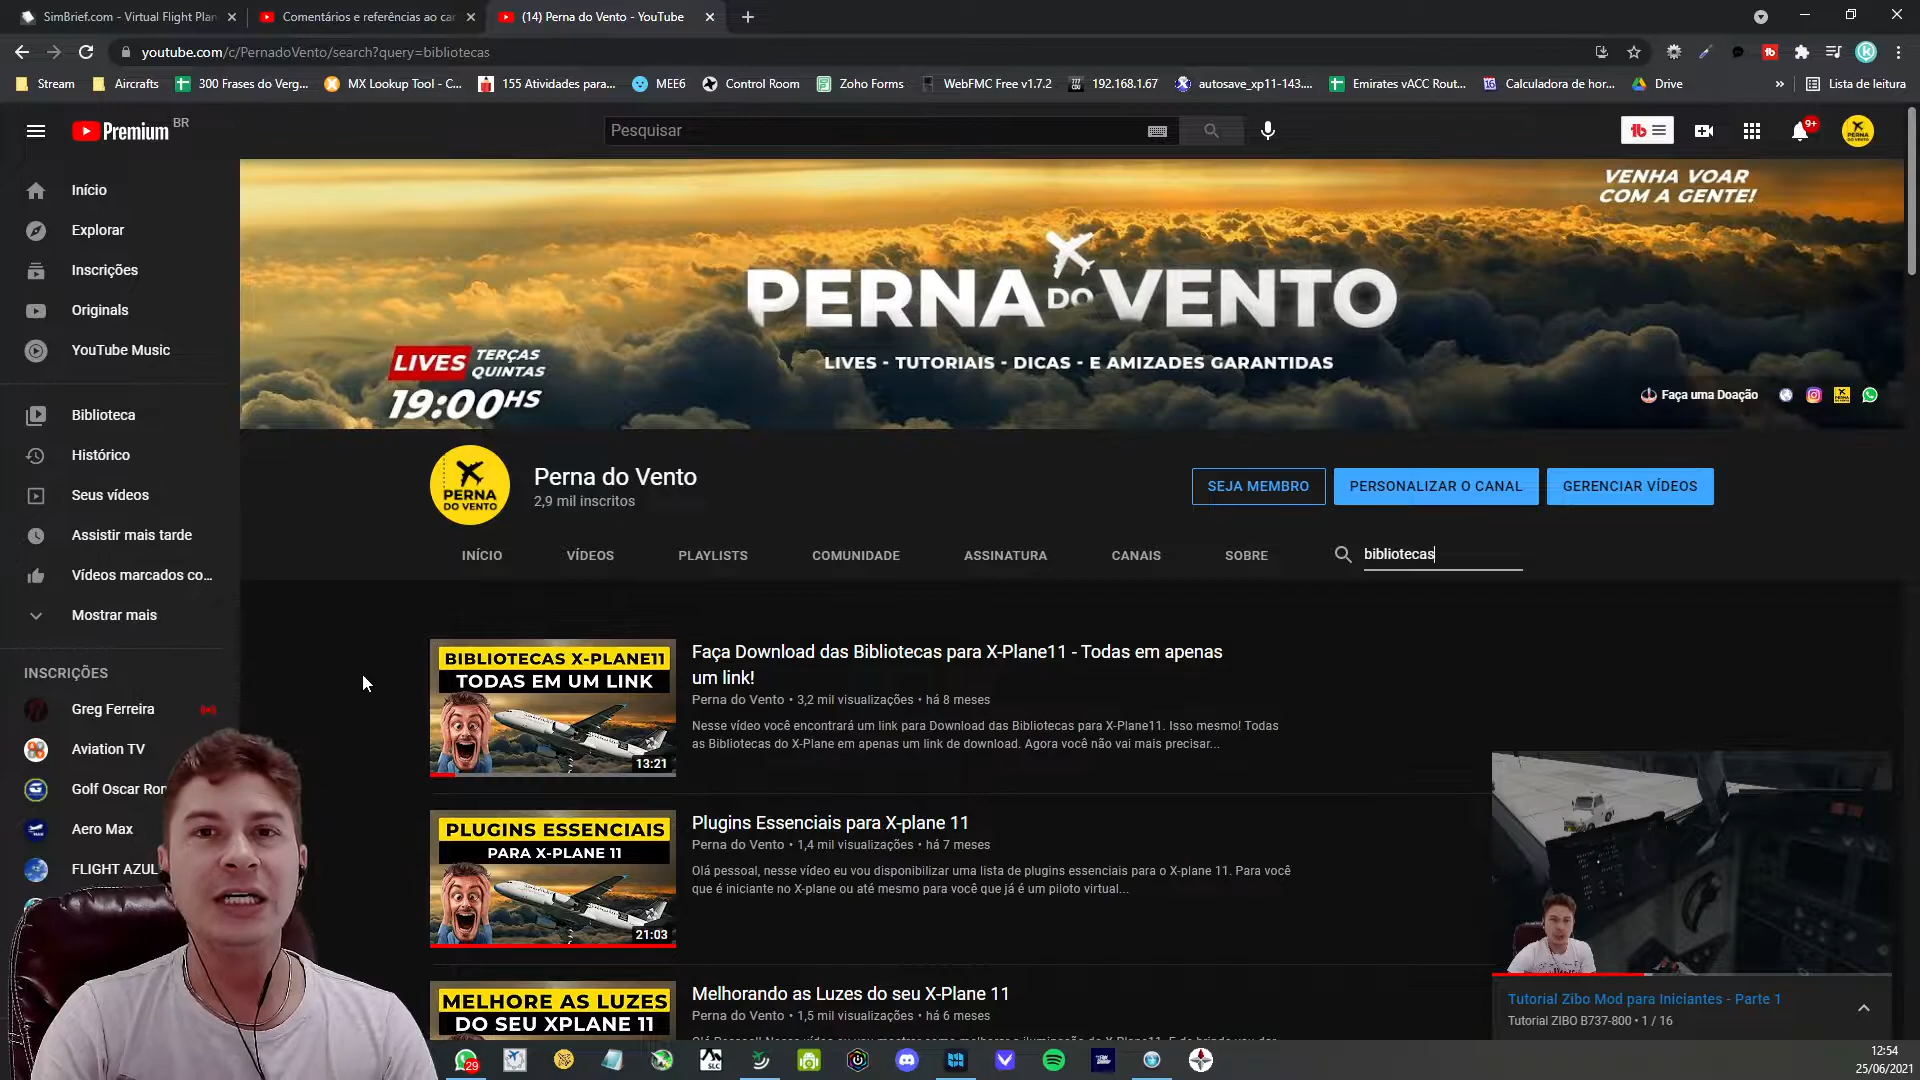 SimBrief.com - Virtual Flight Plan
Comentários e referências ao car
(14) Perna do Vento - YouTube
youtube.com/c/PernadoVento/search?query=bibliotecas
Stream
Aircrafts
300 Frases do Verg...
MX Lookup Tool - C...
155 Atividades para...
MEE6
Control Room
Zoho Forms
WebFMC Free v1.7.2
192.168.1.67
autosave_xp11-143....
Emirates vACC Rout...
Calculadora de hor...
Drive
»
Lista de leitura
Premium BR
Pesquisar
9+
Início
Explorar
Inscrições
Originals
YouTube Music
Biblioteca
Histórico
Seus vídeos
Assistir mais tarde
Vídeos marcados co...
Mostrar mais
INSCRIÇÕES
Greg Ferreira
Aviation TV
Golf Oscar Ror
Aero Max
FLIGHT AZUL
VENHA VOAR
COM A GENTE!
PERNA DO VENTO
LIVES - TUTORIAIS - DICAS - E AMIZADES GARANTIDAS
LIVES TERÇAS
QUINTAS
19:00HS
Faça uma Doação
PERNA
DO VENTO
Perna do Vento
2,9 mil inscritos
SEJA MEMBRO
PERSONALIZAR O CANAL
GERENCIAR VÍDEOS
INÍCIO
VÍDEOS
PLAYLISTS
COMUNIDADE
ASSINATURA
CANAIS
SOBRE
bibliotecas
BIBLIOTECAS X-PLANE11
TODAS EM UM LINK
13:21
Faça Download das Bibliotecas para X-Plane11 - Todas em apenas
um link!
Perna do Vento • 3,2 mil visualizações • há 8 meses
Nesse vídeo você encontrará um link para Download das Bibliotecas para X-Plane11. Isso mesmo! Todas
as Bibliotecas do X-Plane em apenas um link de download. Agora você não vai mais precisar...
PLUGINS ESSENCIAIS
PARA X-PLANE 11
21:03
Plugins Essenciais para X-plane 11
Perna do Vento • 1,4 mil visualizações • há 7 meses
Olá pessoal, nesse vídeo eu vou disponibilizar uma lista de plugins essenciais para o X-plane 11. Para você
que é iniciante no X-plane ou até mesmo para você que já é um piloto virtual...
MELHORE AS LUZES
DO SEU XPLANE 11
Melhorando as Luzes do seu X-Plane 11
Perna do Vento • 1,5 mil visualizações • há 6 meses
Tutorial Zibo Mod para Iniciantes - Parte 1
Tutorial ZIBO B737-800 • 1 / 16
29
SLC
12:54
25/06/2021